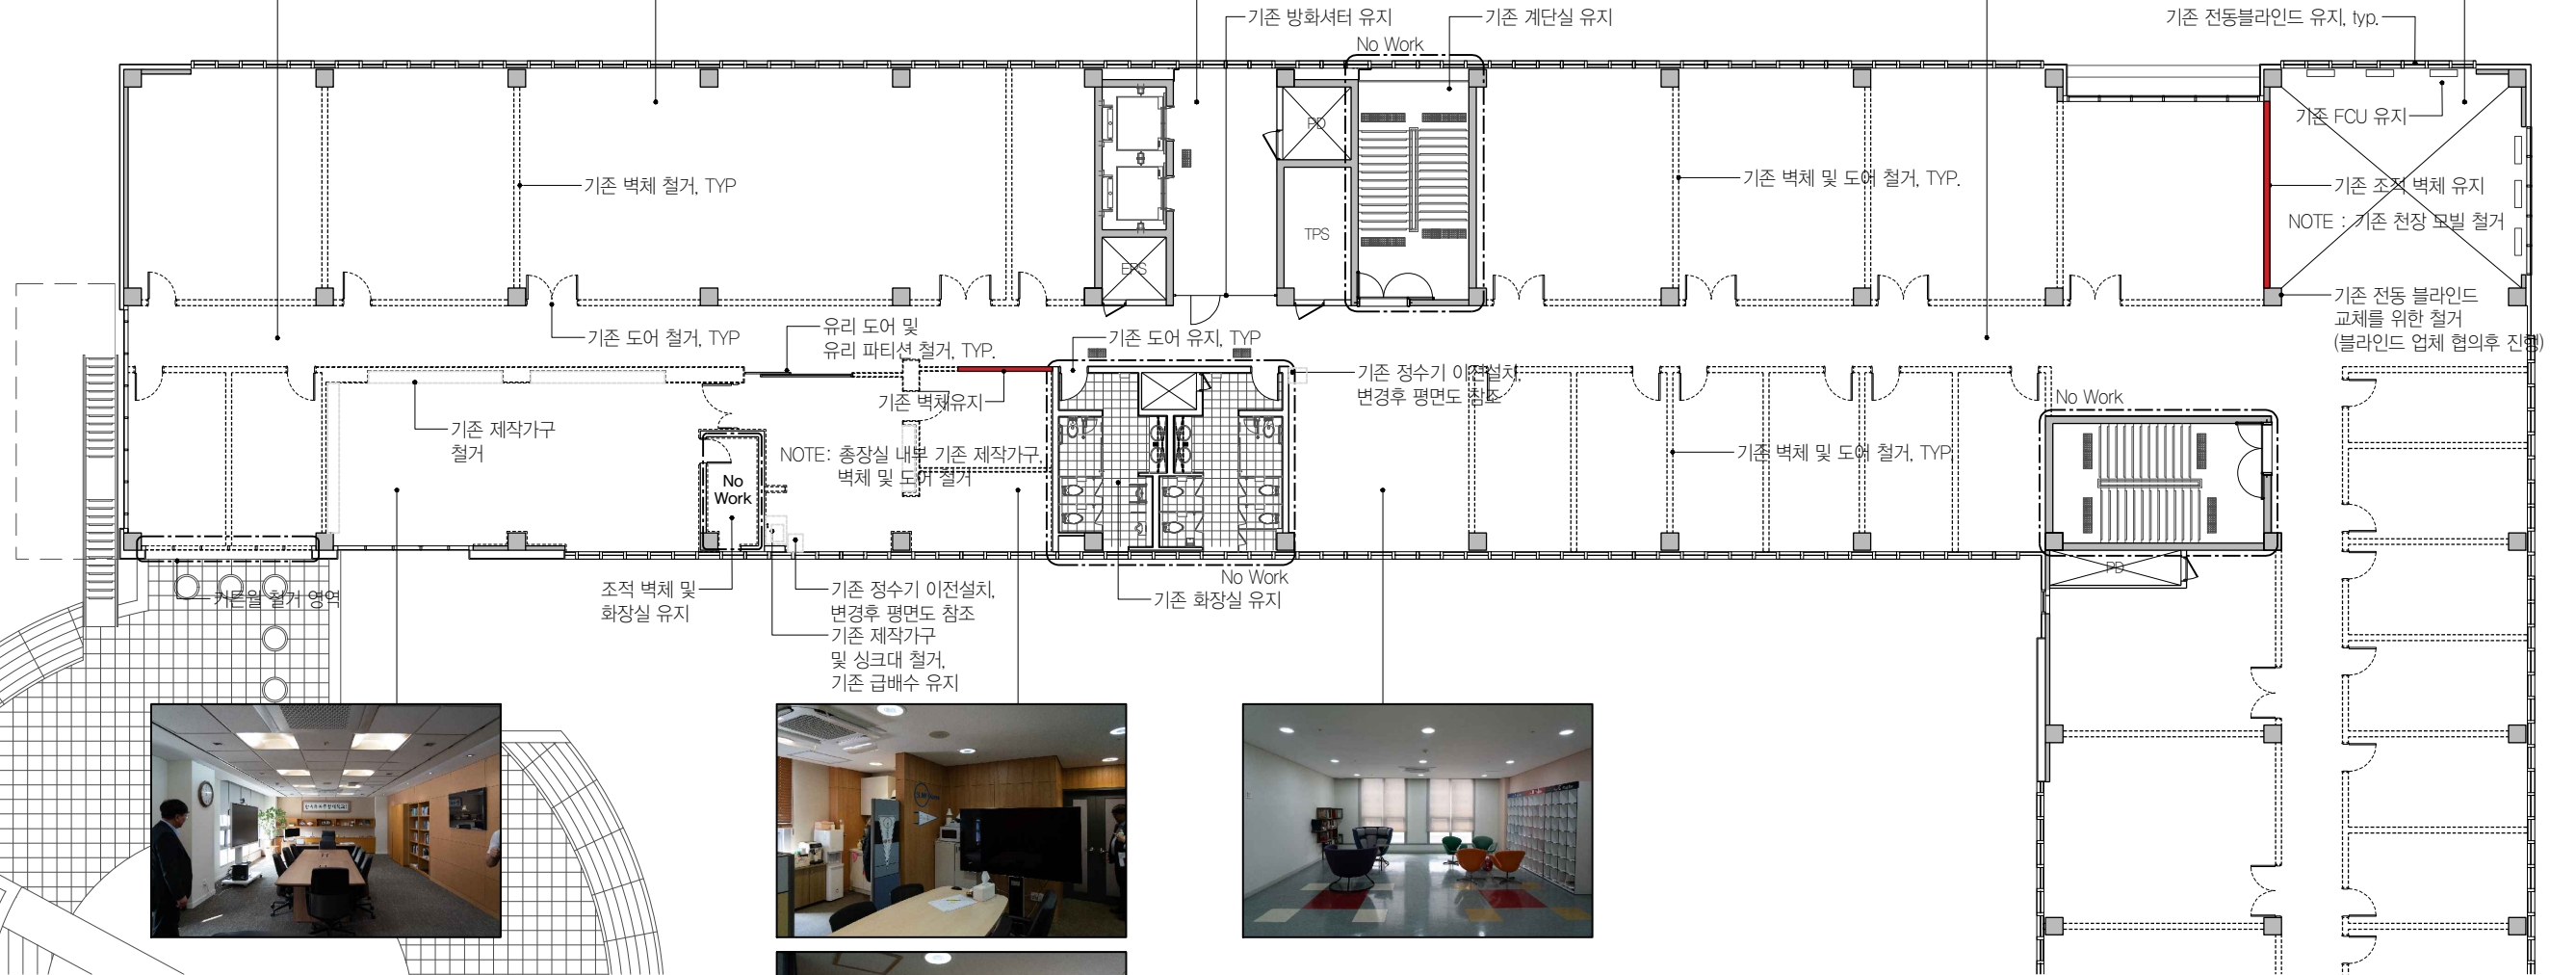 기존 방화셔터 유지
기존 계단실 유지
기존 전동블라인드 유지, typ.
No Work
PD
기존 FCU 유지
기존 벽체 철거, TYP
기존 벽체 및 도어 철거, TYP.
기존 조적 벽체 유지
NOTE : 기존 천장 모빌 철거
TPS
EPS
기존 전동 블라인드
교체를 위한 철거
(블라인드 업체 협의후 진행)
기존 도어 철거, TYP
유리 도어 및
유리 파티션 철거, TYP.
기존 도어 유지, TYP
기존 정수기 이전설치,
변경후 평면도 참조
기존 벽체유지
No Work
기존 제작가구
철거
NOTE: 총장실 내부 기존 제작가구
벽체 및 도어 철거
기존 벽체 및 도어 철거, TYP
No
Work
PD
No Work
기존월 철거 영역
조적 벽체 및
화장실 유지
기존 정수기 이전설치,
변경후 평면도 참조
기존 제작가구
및 싱크대 철거,
기존 급배수 유지
기존 화장실 유지